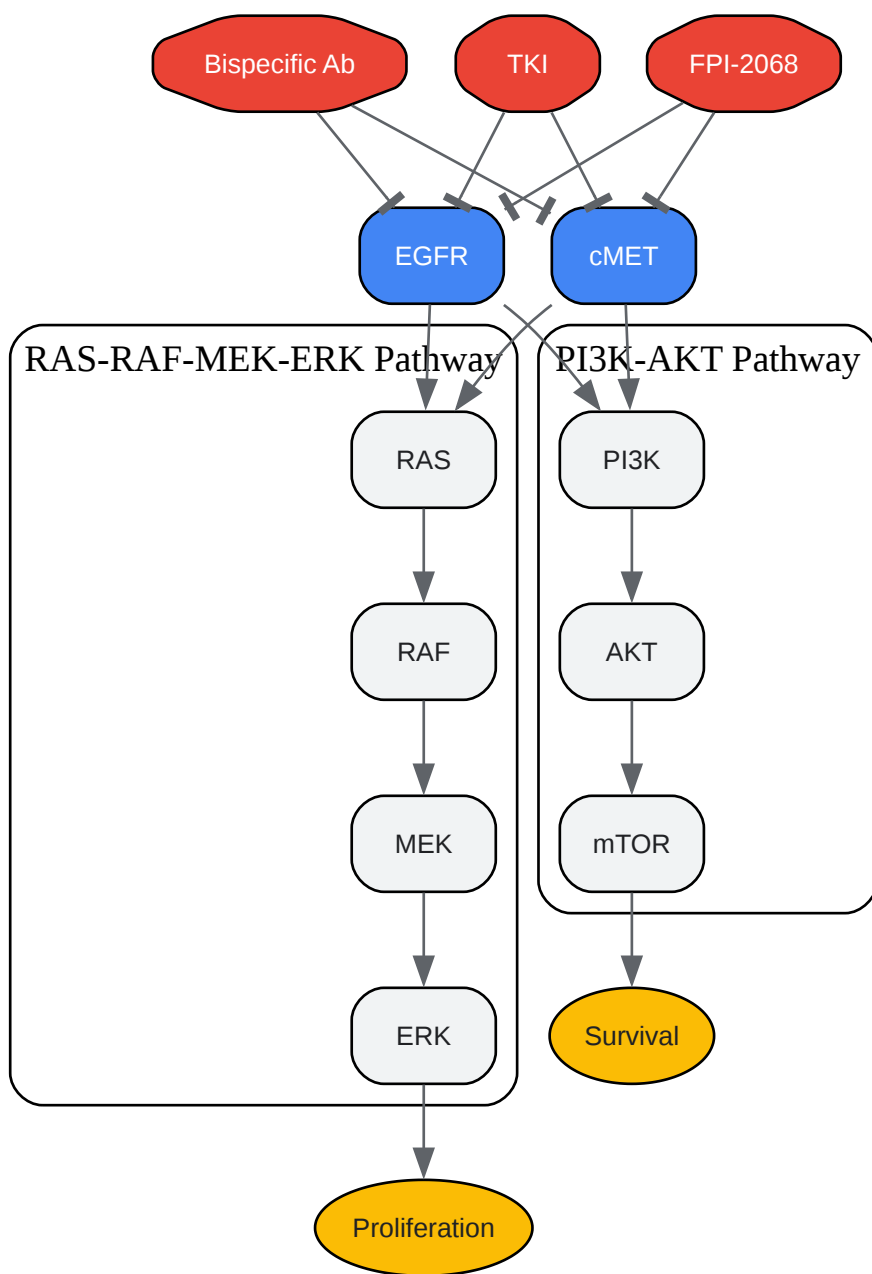 Bispecific Ab
TKI
FPI-2068
EGFR
cMET
RAS-RAF-MEK-ERK Pathway
PI3K-AKT Pathway
RAS
PI3K
RAF
AKT
MEK
mTOR
ERK
Survival
Proliferation